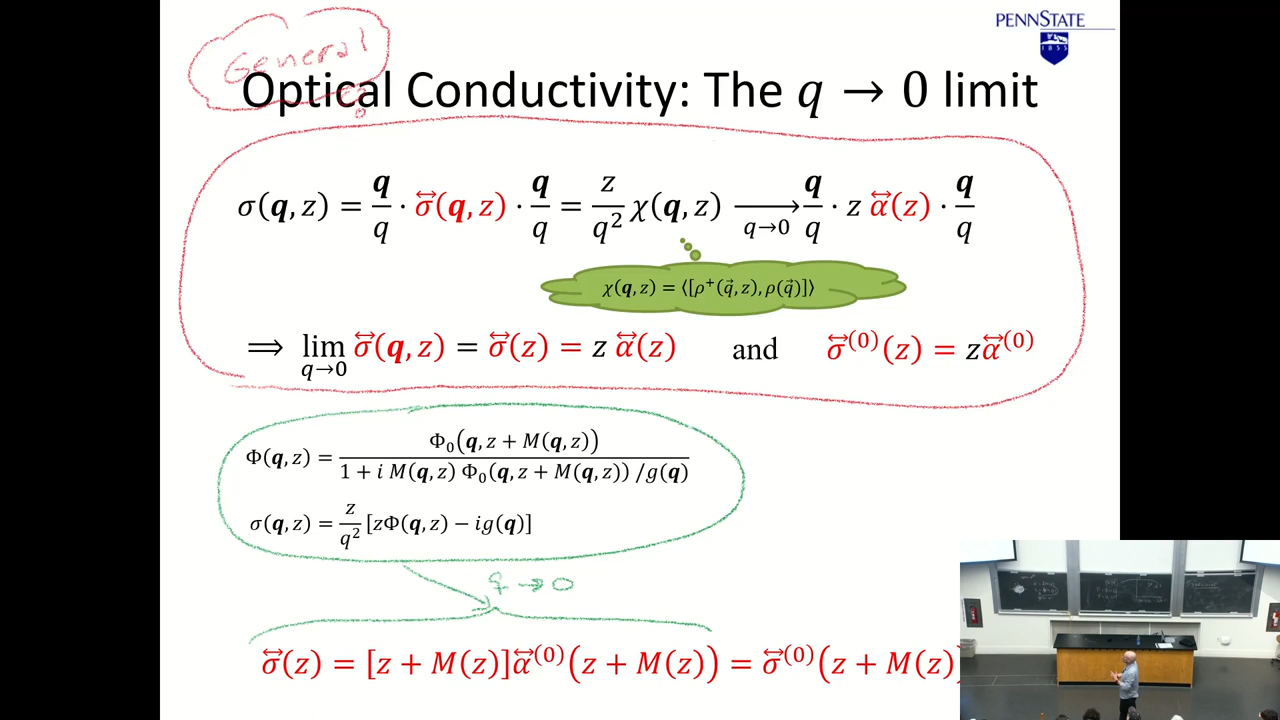 PENNSTATE
1855
General
Optical Conductivity: The q → 0 limit
σ(q, z) = q/q · σ⃡(q, z) · q/q = z/q² χ(q, z) ⟶ q→0 q/q · z α⃡(z) · q/q
χ(q, z) = ⟨[ρ⁺(q⃗, z), ρ(q⃗)]⟩
⟹ lim q→0 σ⃡(q, z) = σ⃡(z) = z α⃡(z) and σ⃡⁽⁰⁾(z) = zα⃡⁽⁰⁾
Φ(q, z) = Φ₀(q, z + M(q, z)) / 1 + i M(q, z) Φ₀(q, z + M(q, z)) /g(q)
σ(q, z) = z/q² [zΦ(q, z) − ig(q)]
q → 0
σ⃡(z) = [z + M(z)]α⃡⁽⁰⁾(z + M(z)) = σ⃡⁽⁰⁾(z + M(z)